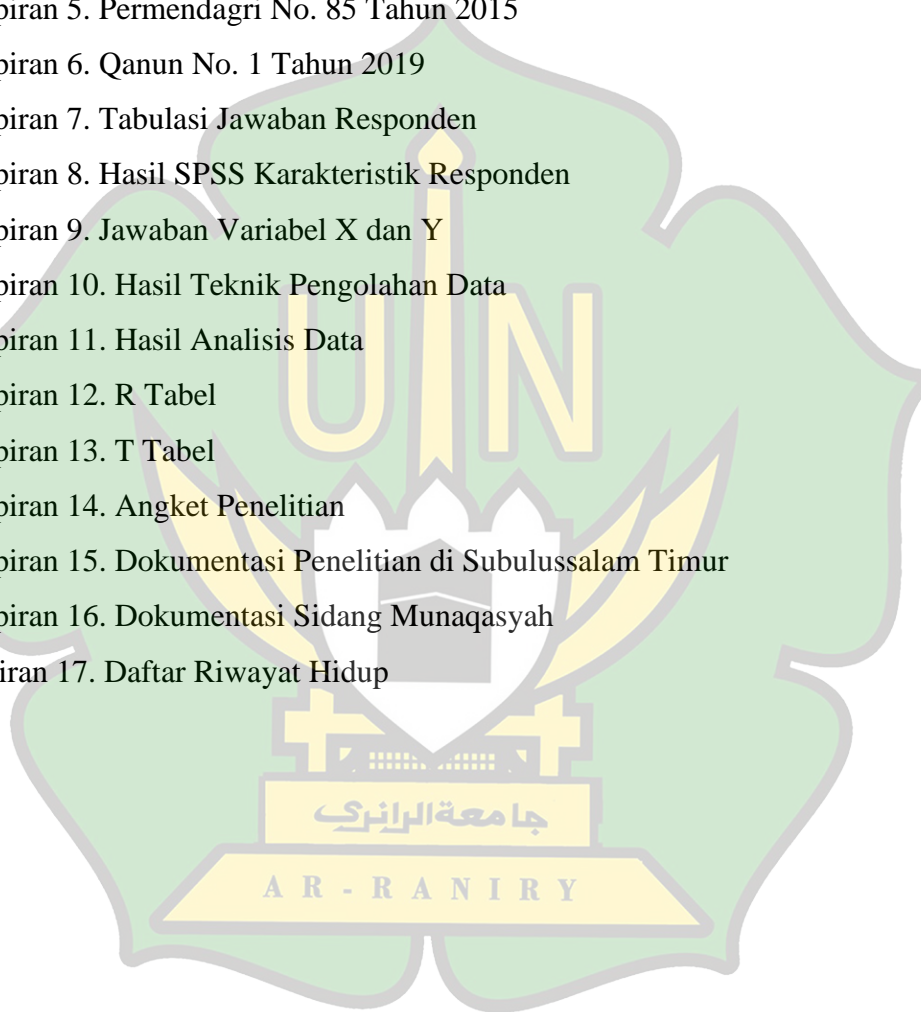 piran 5. Permendagri No. 85 Tahun 2015
piran 6. Qanun No. 1 Tahun 2019
piran 7. Tabulasi Jawaban Responden
piran 8. Hasil SPSS Karakteristik Responden
piran 9. Jawaban Variabel X dan Y
piran 10. Hasil Teknik Pengolahan Data
piran 11. Hasil Analisis Data
piran 12. R Tabel
piran 13. T Tabel
piran 14. Angket Penelitian
piran 15. Dokumentasi Penelitian di Subulussalam Timur
piran 16. Dokumentasi Sidang Munaqasyah
iran 17. Daftar Riwayat Hidup
UIN
جامعةالرانري
AR-RANIRY